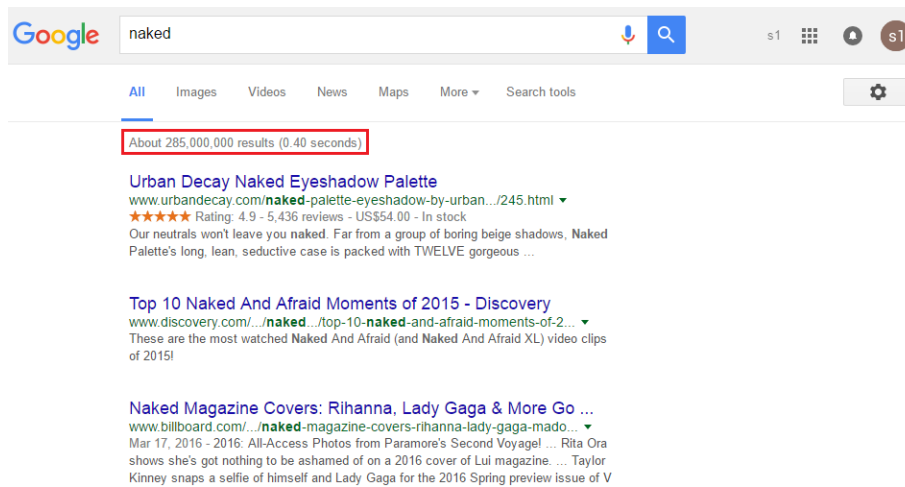 Google naked s1 s1
All Images Videos News Maps More Search tools
About 285,000,000 results (0.40 seconds)
Urban Decay Naked Eyeshadow Palette
www.urbandecay.com/naked-palette-eyeshadow-by-urban.../245.html
Rating: 4.9 - 5,436 reviews - US$54.00 - In stock
Our neutrals won't leave you naked. Far from a group of boring beige shadows, Naked
Palette's long, lean, seductive case is packed with TWELVE gorgeous ...
Top 10 Naked And Afraid Moments of 2015 - Discovery
www.discovery.com/.../naked.../top-10-naked-and-afraid-moments-of-2...
These are the most watched Naked And Afraid (and Naked And Afraid XL) video clips
of 2015!
Naked Magazine Covers: Rihanna, Lady Gaga & More Go ...
www.billboard.com/.../naked-magazine-covers-rihanna-lady-gaga-mado...
Mar 17, 2016 - 2016: All-Access Photos from Paramore's Second Voyage! ... Rita Ora
shows she's got nothing to be ashamed of on a 2016 cover of Lui magazine. ... Taylor
Kinney snaps a selfie of himself and Lady Gaga for the 2016 Spring preview issue of V